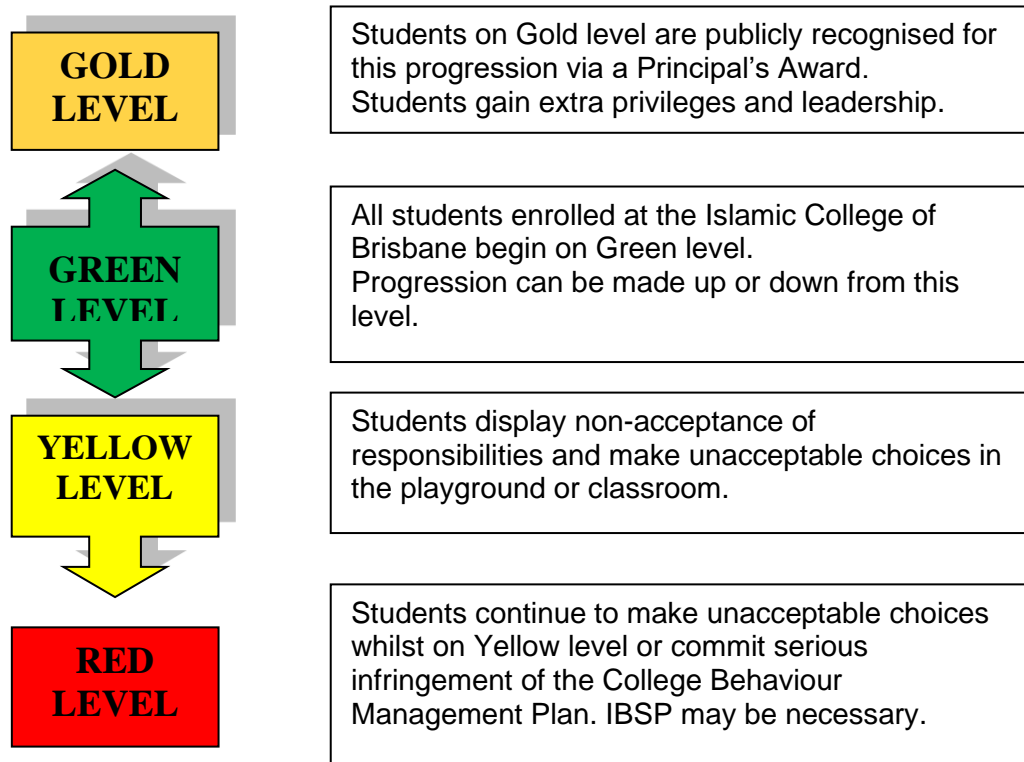 GOLD
LEVEL
Students on Gold level are publicly recognised for
this progression via a Principal's Award.
Students gain extra privileges and leadership.
GREEN
LEVEL
All students enrolled at the Islamic College of
Brisbane begin on Green level.
Progression can be made up or down from this
level.
YELLOW
LEVEL
Students display non-acceptance of
responsibilities and make unacceptable choices in
the playground or classroom.
RED
LEVEL
Students continue to make unacceptable choices
whilst on Yellow level or commit serious
infringement of the College Behaviour
Management Plan. IBSP may be necessary.